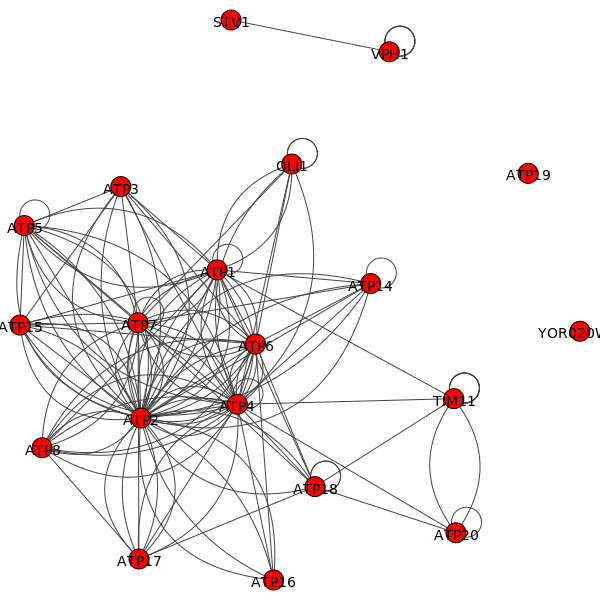 STV1
VPH1
OLI1
ATP19
ATP3
ATP5
ATP1
ATP14
ATP15
ATP7
YOR020W
ATP6
TIM11
ATP4
ATP2
ATP8
ATP18
ATP20
ATP17
ATP16